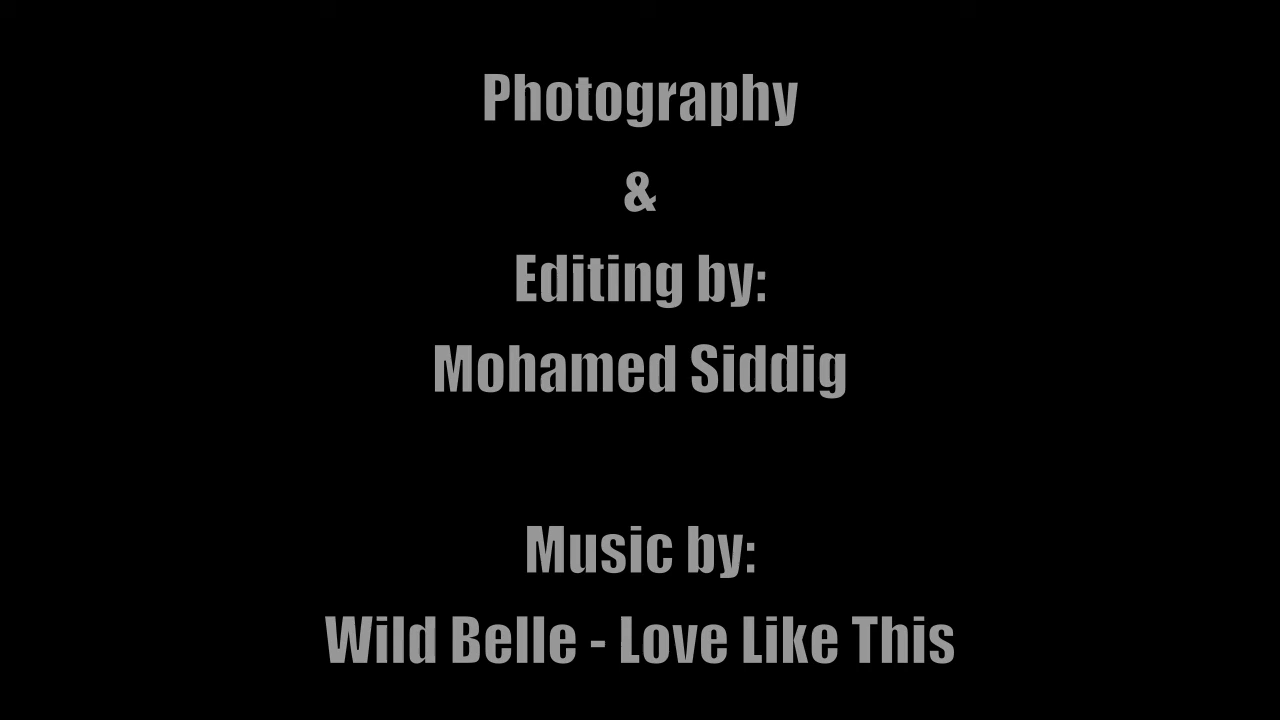 Photography
&
Editing by:
Mohamed Siddig
Music by:
Wild Belle - Love Like This